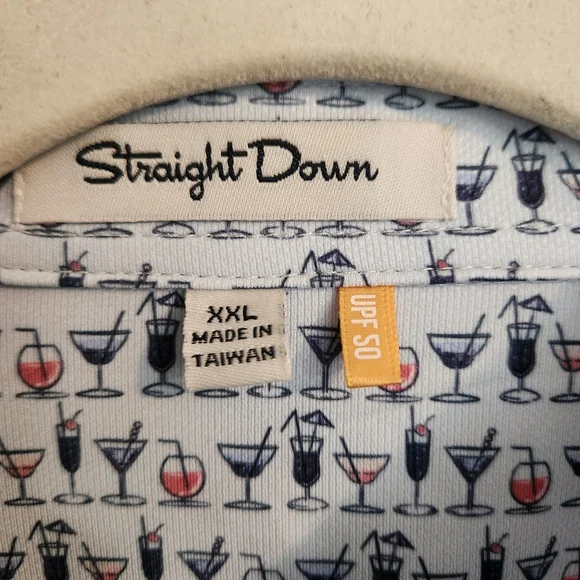 Straight Down
XXL
MADE IN
TAIWAN
UPF 50